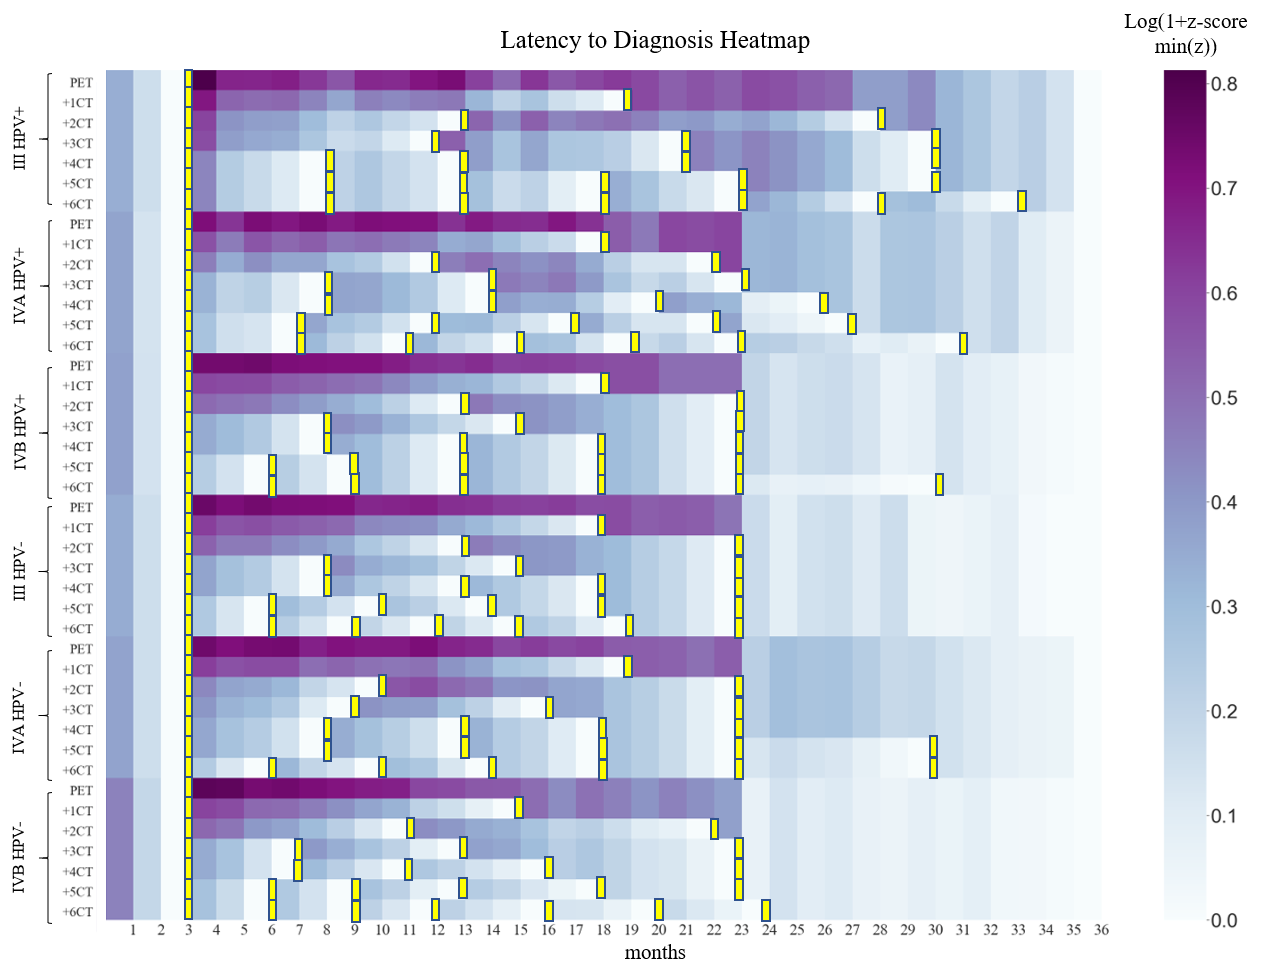 Latency to Diagnosis Heatmap
Log(1+z-score
min(z))
III HPV+
PET
+1CT
+2CT
+3CT
+4CT
+5CT
+6CT
IVA HPV+
PET
+1CT
+2CT
+3CT
+4CT
+5CT
+6CT
IVB HPV+
PET
+1CT
+2CT
+3CT
+4CT
+5CT
+6CT
III HPV-
PET
+1CT
+2CT
+3CT
+4CT
+5CT
+6CT
IVA HPV-
PET
+1CT
+2CT
+3CT
+4CT
+5CT
+6CT
IVB HPV-
PET
+1CT
+2CT
+3CT
+4CT
+5CT
+6CT
1 2 3 4 5 6 7 8 9 10 11 12 13 14 15 16 17 18 19 20 21 22 23 24 25 26 27 28 29 30 31 32 33 34 35 36
months
0.8
0.7
0.6
0.5
0.4
0.3
0.2
0.1
0.0